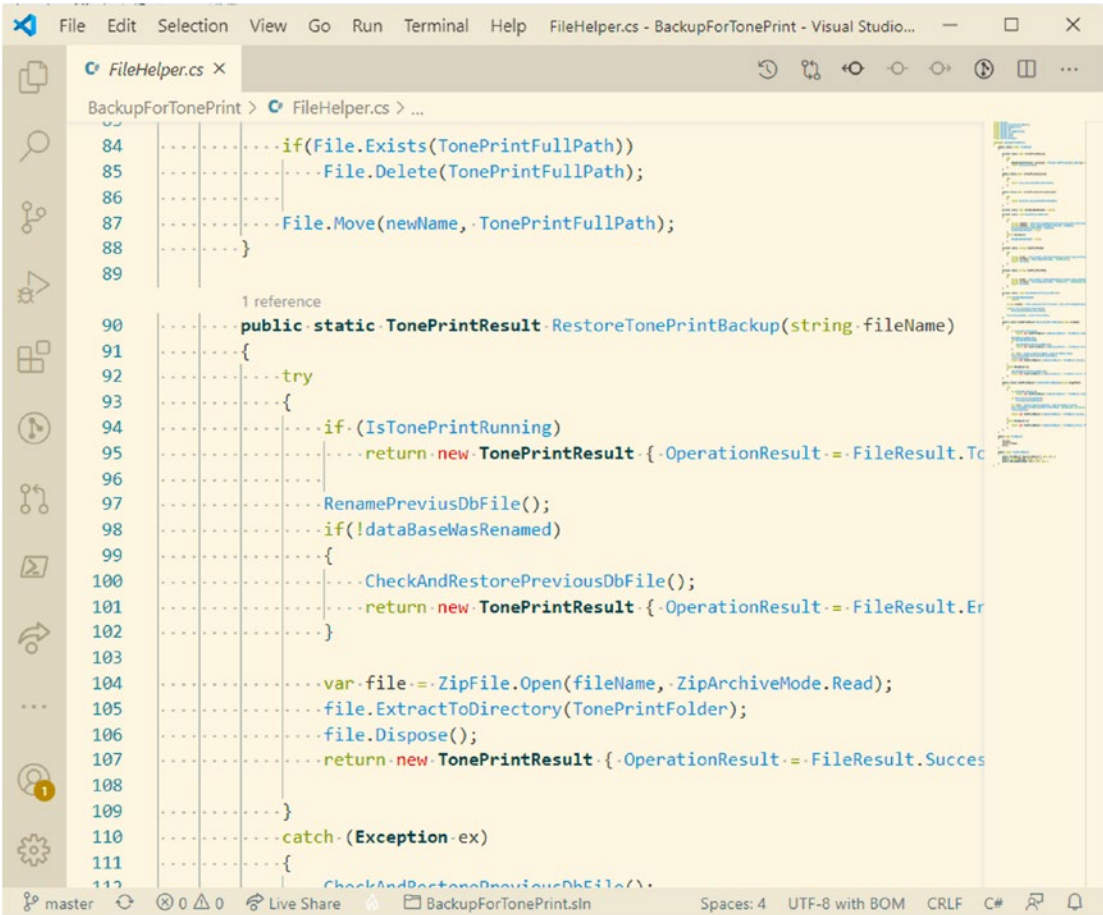 File Edit Selection View Go Run Terminal Help FileHelper.cs - BackupForTonePrint - Visual Studio...
C# FileHelper.cs ×
BackupForTonePrint > C# FileHelper.cs > ...
84 if(File.Exists(TonePrintFullPath))
85 File.Delete(TonePrintFullPath);
86
87 File.Move(newName, TonePrintFullPath);
88 }
89
1 reference
90 public static TonePrintResult RestoreTonePrintBackup(string fileName)
91 {
92 try
93 {
94 if (IsTonePrintRunning)
95 return new TonePrintResult { OperationResult = FileResult.To
96
97 RenamePreviusDbFile();
98 if(!dataBaseWasRenamed)
99 {
100 CheckAndRestorePreviousDbFile();
101 return new TonePrintResult { OperationResult = FileResult.Er
102 }
103
104 var file = ZipFile.Open(fileName, ZipArchiveMode.Read);
105 file.ExtractToDirectory(TonePrintFolder);
106 file.Dispose();
107 return new TonePrintResult { OperationResult = FileResult.Succes
108
109 }
110 catch (Exception ex)
111 {
112 CheckAndRestorePreviousDbFile();
1
master 0 0 Live Share BackupForTonePrint.sln Spaces: 4 UTF-8 with BOM CRLF C#